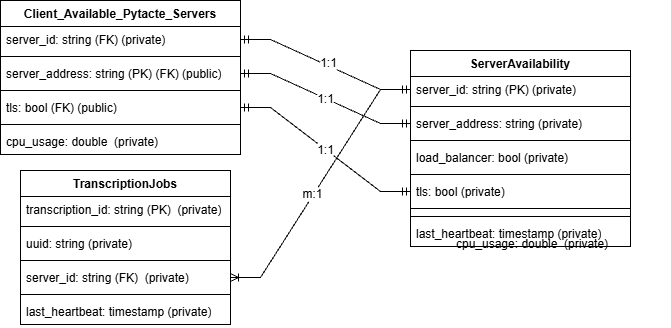 Client_Available_Pytacte_Servers
server_id: string (FK) (private)
server_address: string (PK) (FK) (public)
tls: bool (FK) (public)
cpu_usage: double  (private)
TranscriptionJobs
transcription_id: string (PK)  (private)
uuid: string (private)
server_id: string (FK)  (private)
last_heartbeat: timestamp (private)
1:1
1:1
1:1
m:1
ServerAvailability
server_id: string (PK) (private)
server_address: string (private)
load_balancer: bool (private)
tls: bool (private)
last_heartbeat: timestamp (private)
cpu_usage: double  (private)